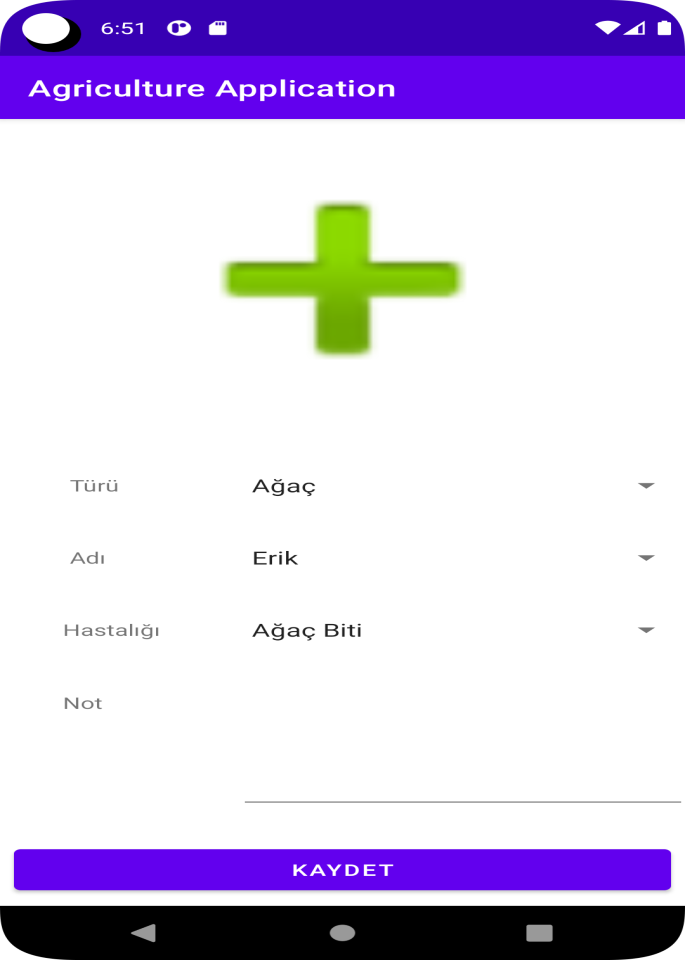 6:51
Agriculture Application
Türü Ağaç
Adı Erik
Hastalığı Ağaç Biti
Not
KAYDET